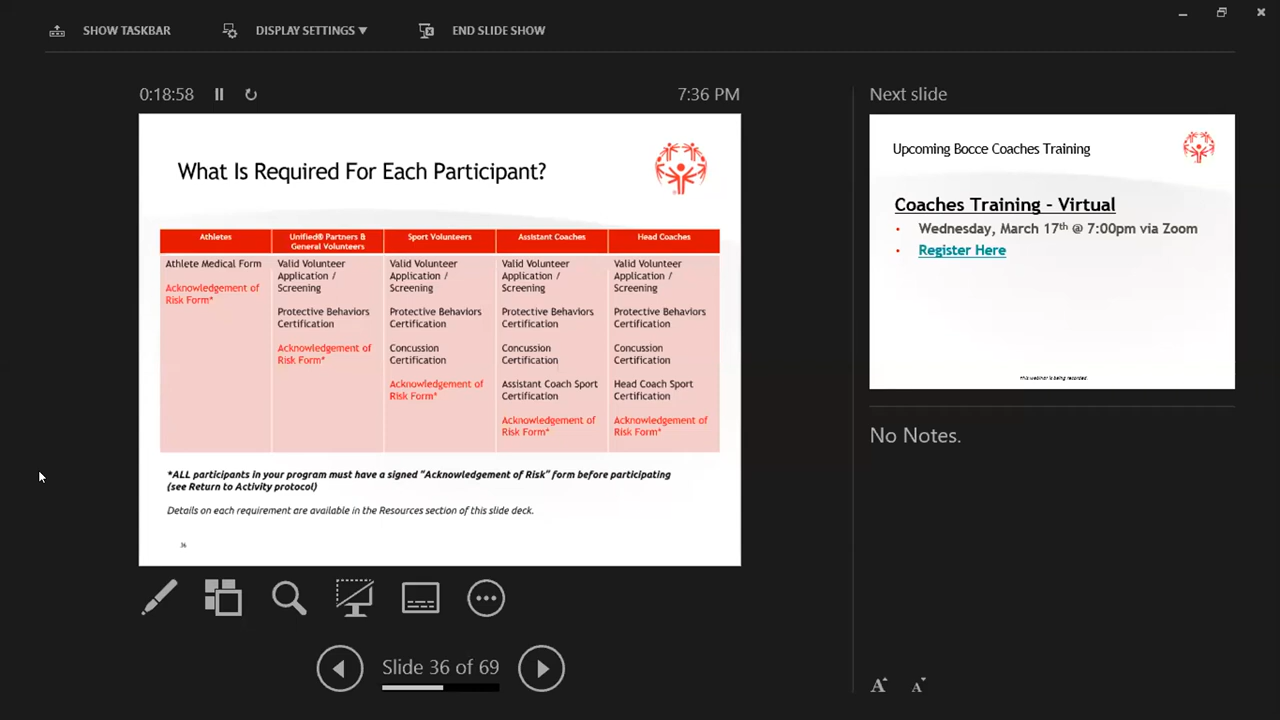 SHOW TASKBAR
DISPLAY SETTINGS ▼
END SLIDE SHOW
0:18:58
7:36 PM
What Is Required For Each Participant?
Athletes
Athlete Medical Form
Acknowledgement of
Risk Form*
Unified® Partners &
General Volunteers
Valid Volunteer
Application /
Screening
Protective Behaviors
Certification
Acknowledgement of
Risk Form*
Sport Volunteers
Valid Volunteer
Application /
Screening
Protective Behaviors
Certification
Concussion
Certification
Acknowledgement of
Risk Form*
Assistant Coaches
Valid Volunteer
Application /
Screening
Protective Behaviors
Certification
Concussion
Certification
Assistant Coach Sport
Certification
Acknowledgement of
Risk Form*
Head Coaches
Valid Volunteer
Application /
Screening
Protective Behaviors
Certification
Concussion
Certification
Head Coach Sport
Certification
Acknowledgement of
Risk Form*
*ALL participants in your program must have a signed "Acknowledgement of Risk" form before participating
(see Return to Activity protocol)
Details on each requirement are available in the Resources section of this slide deck.
36
Slide 36 of 69
Next slide
Upcoming Bocce Coaches Training
Coaches Training - Virtual
• Wednesday, March 17th @ 7:00pm via Zoom
• Register Here
This webinar is being recorded.
No Notes.
A A